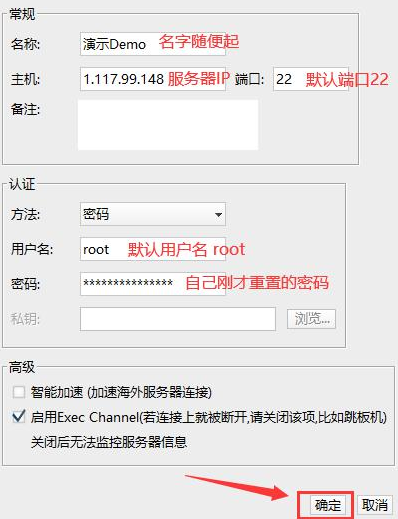 常规
名称: 演示Demo 名字随便起
主机: 1.117.99.148 服务器IP 端口: 22 默认端口22
备注:
认证
方法: 密码
用户名: root 默认用户名 root
密码: *************** 自己刚才重置的密码
私钥: 浏览...
高级
智能加速 (加速海外服务器连接)
启用Exec Channel(若连接上就被断开,请关闭该项,比如跳板机)
关闭后无法监控服务器信息
确定 取消